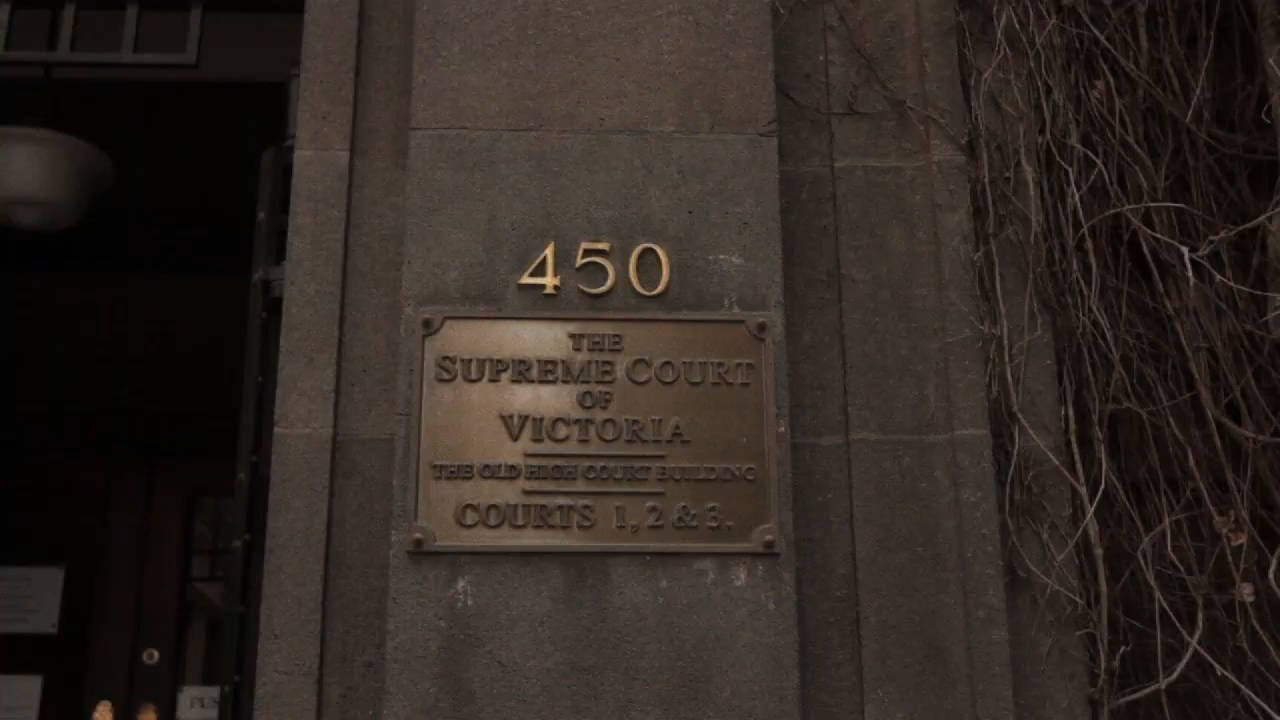 450
THE
SUPREME COURT
OF
VICTORIA
THE OLD HIGH COURT BUILDING
COURTS 1, 2 & 3.